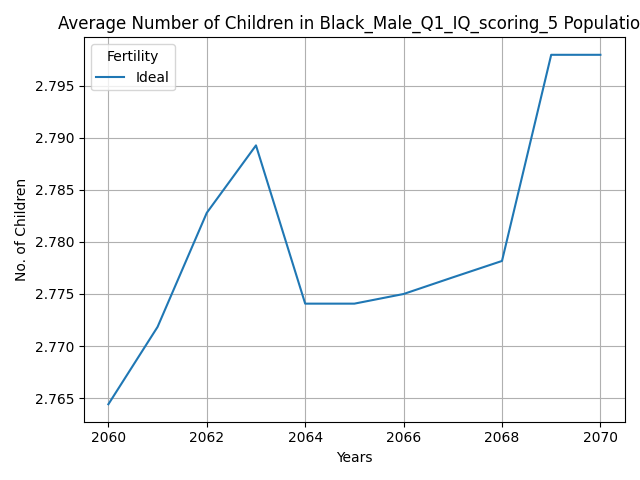 Average Number of Children in Black_Male_Q1_IQ_scoring_5 Populatio
Fertility
Ideal
No. of Children
2.795
2.790
2.785
2.780
2.775
2.770
2.765
2060 2062 2064 2066 2068 2070
Years